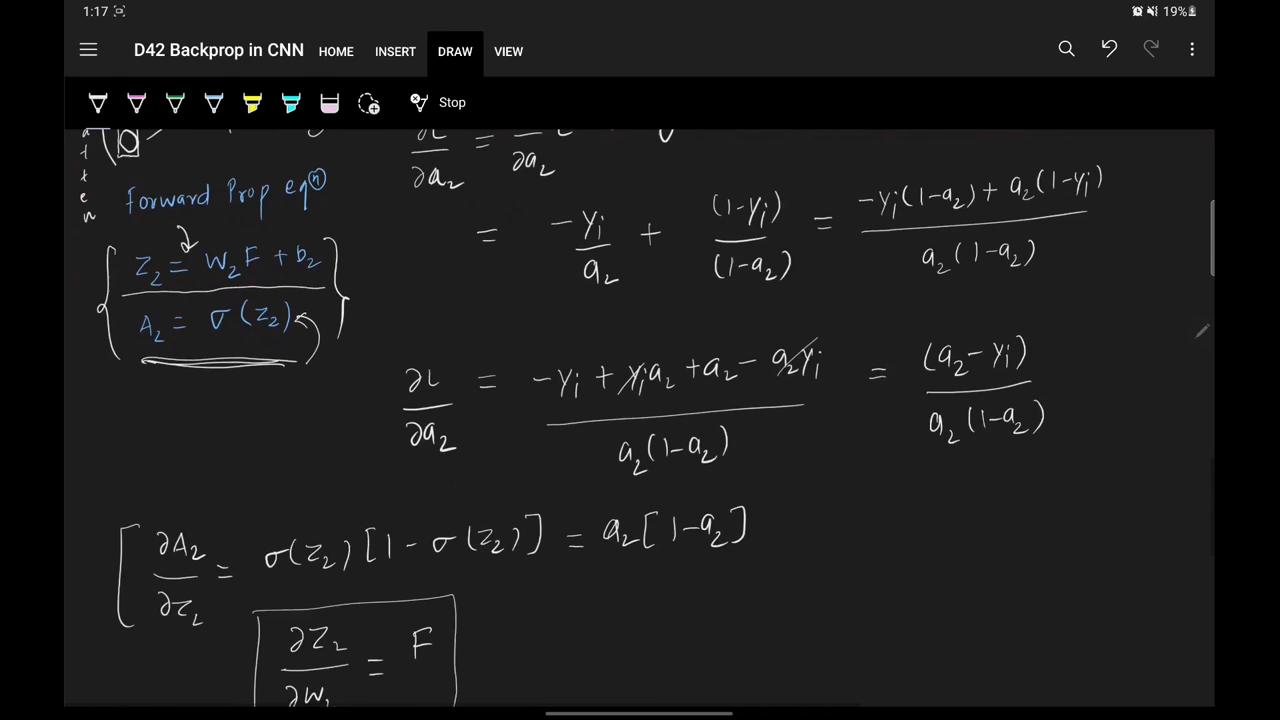 1:17 19%
D42 Backprop in CNN HOME INSERT DRAW VIEW
Stop
a
t
t
e
n
∂L/∂a₂ = /∂a₂
Forward Prop eqⁿ
= -yᵢ/a₂ + (1-yᵢ)/(1-a₂) = -yᵢ(1-a₂) + a₂(1-yᵢ)/a₂(1-a₂)
Z₂ = W₂F + b₂
A₂ = σ(Z₂)
∂L/∂a₂ = -yᵢ + yᵢa₂ + a₂ - a₂yᵢ/a₂(1-a₂) = (a₂-yᵢ)/a₂(1-a₂)
∂A₂/∂Z₂ = σ(Z₂)[1-σ(Z₂)] = a₂[1-a₂]
∂Z₂/∂W₂ = F